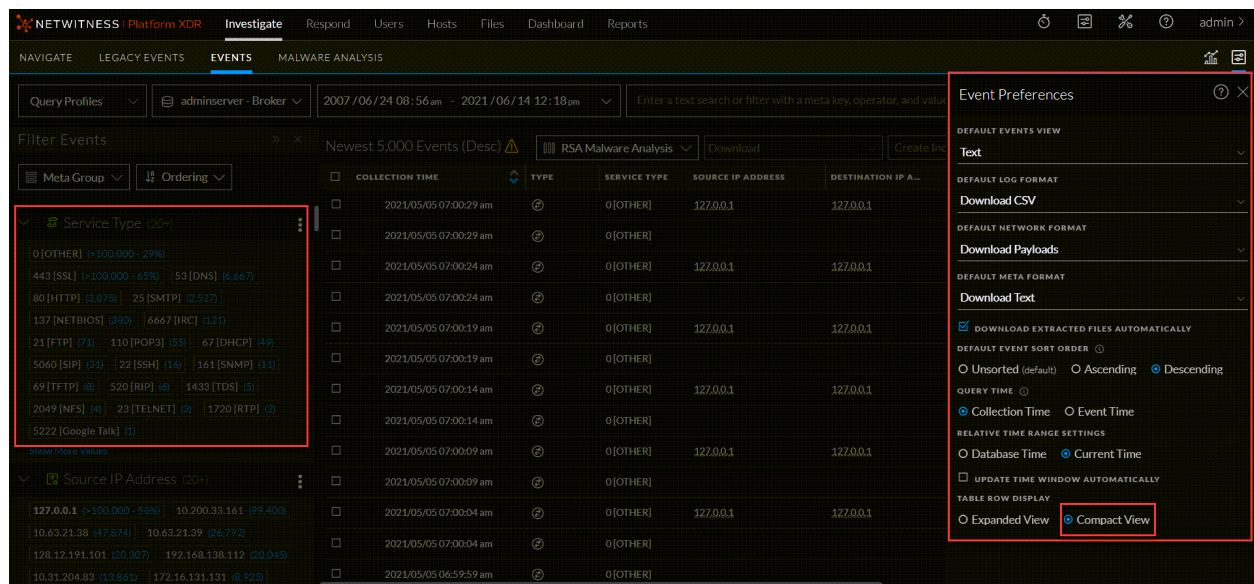 NETWITNESS Platform XDR Investigate Respond Users Hosts Files Dashboard Reports admin >
NAVIGATE LEGACY EVENTS EVENTS MALWARE ANALYSIS
Query Profiles adminserver - Broker 2007/06/24 08:56am - 2021/06/14 12:18pm Enter a text search or filter with a meta key, operator, and value
Filter Events
Meta Group Ordering
Service Type (20+)
0 [OTHER] (>100,000 - 29%)
443 [SSL] (>100,000 - 65%) 53 [DNS] (6,667)
80 [HTTP] (3,875) 25 [SMTP] (2,527)
137 [NETBIOS] (380) 6667 [IRC] (121)
21 [FTP] (71) 110 [POP3] (55) 67 [DHCP] (49)
5060 [SIP] (31) 22 [SSH] (16) 161 [SNMP] (11)
69 [TFTP] (8) 520 [RIP] (6) 1433 [TDS] (5)
2049 [NFS] (4) 23 [TELNET] (3) 1720 [RTP] (2)
5222 [Google Talk] (1)
Show More Values
Source IP Address (20+)
127.0.0.1 (>100,000 - 58%) 10.200.33.161 (99,400)
10.63.21.38 (47,874) 10.63.21.39 (26,792)
128.12.191.101 (20,307) 192.168.138.112 (20,045)
10.31.204.83 (13,861) 172.16.131.131 (8,923)
Newest 5,000 Events (Desc) RSA Malware Analysis Download Create Inc
COLLECTION TIME TYPE SERVICE TYPE SOURCE IP ADDRESS DESTINATION IP A...
2021/05/05 07:00:29 am 0 [OTHER] 127.0.0.1 127.0.0.1
2021/05/05 07:00:29 am 0 [OTHER]
2021/05/05 07:00:24 am 0 [OTHER] 127.0.0.1 127.0.0.1
2021/05/05 07:00:24 am 0 [OTHER]
2021/05/05 07:00:19 am 0 [OTHER] 127.0.0.1 127.0.0.1
2021/05/05 07:00:19 am 0 [OTHER]
2021/05/05 07:00:14 am 0 [OTHER] 127.0.0.1 127.0.0.1
2021/05/05 07:00:14 am 0 [OTHER]
2021/05/05 07:00:09 am 0 [OTHER] 127.0.0.1 127.0.0.1
2021/05/05 07:00:09 am 0 [OTHER]
2021/05/05 07:00:04 am 0 [OTHER] 127.0.0.1 127.0.0.1
2021/05/05 07:00:04 am 0 [OTHER]
2021/05/05 06:59:59 am 0 [OTHER]
Event Preferences
DEFAULT EVENTS VIEW
Text
DEFAULT LOG FORMAT
Download CSV
DEFAULT NETWORK FORMAT
Download Payloads
DEFAULT META FORMAT
Download Text
DOWNLOAD EXTRACTED FILES AUTOMATICALLY
DEFAULT EVENT SORT ORDER
Unsorted (default) Ascending Descending
QUERY TIME
Collection Time Event Time
RELATIVE TIME RANGE SETTINGS
Database Time Current Time
UPDATE TIME WINDOW AUTOMATICALLY
TABLE ROW DISPLAY
Expanded View Compact View